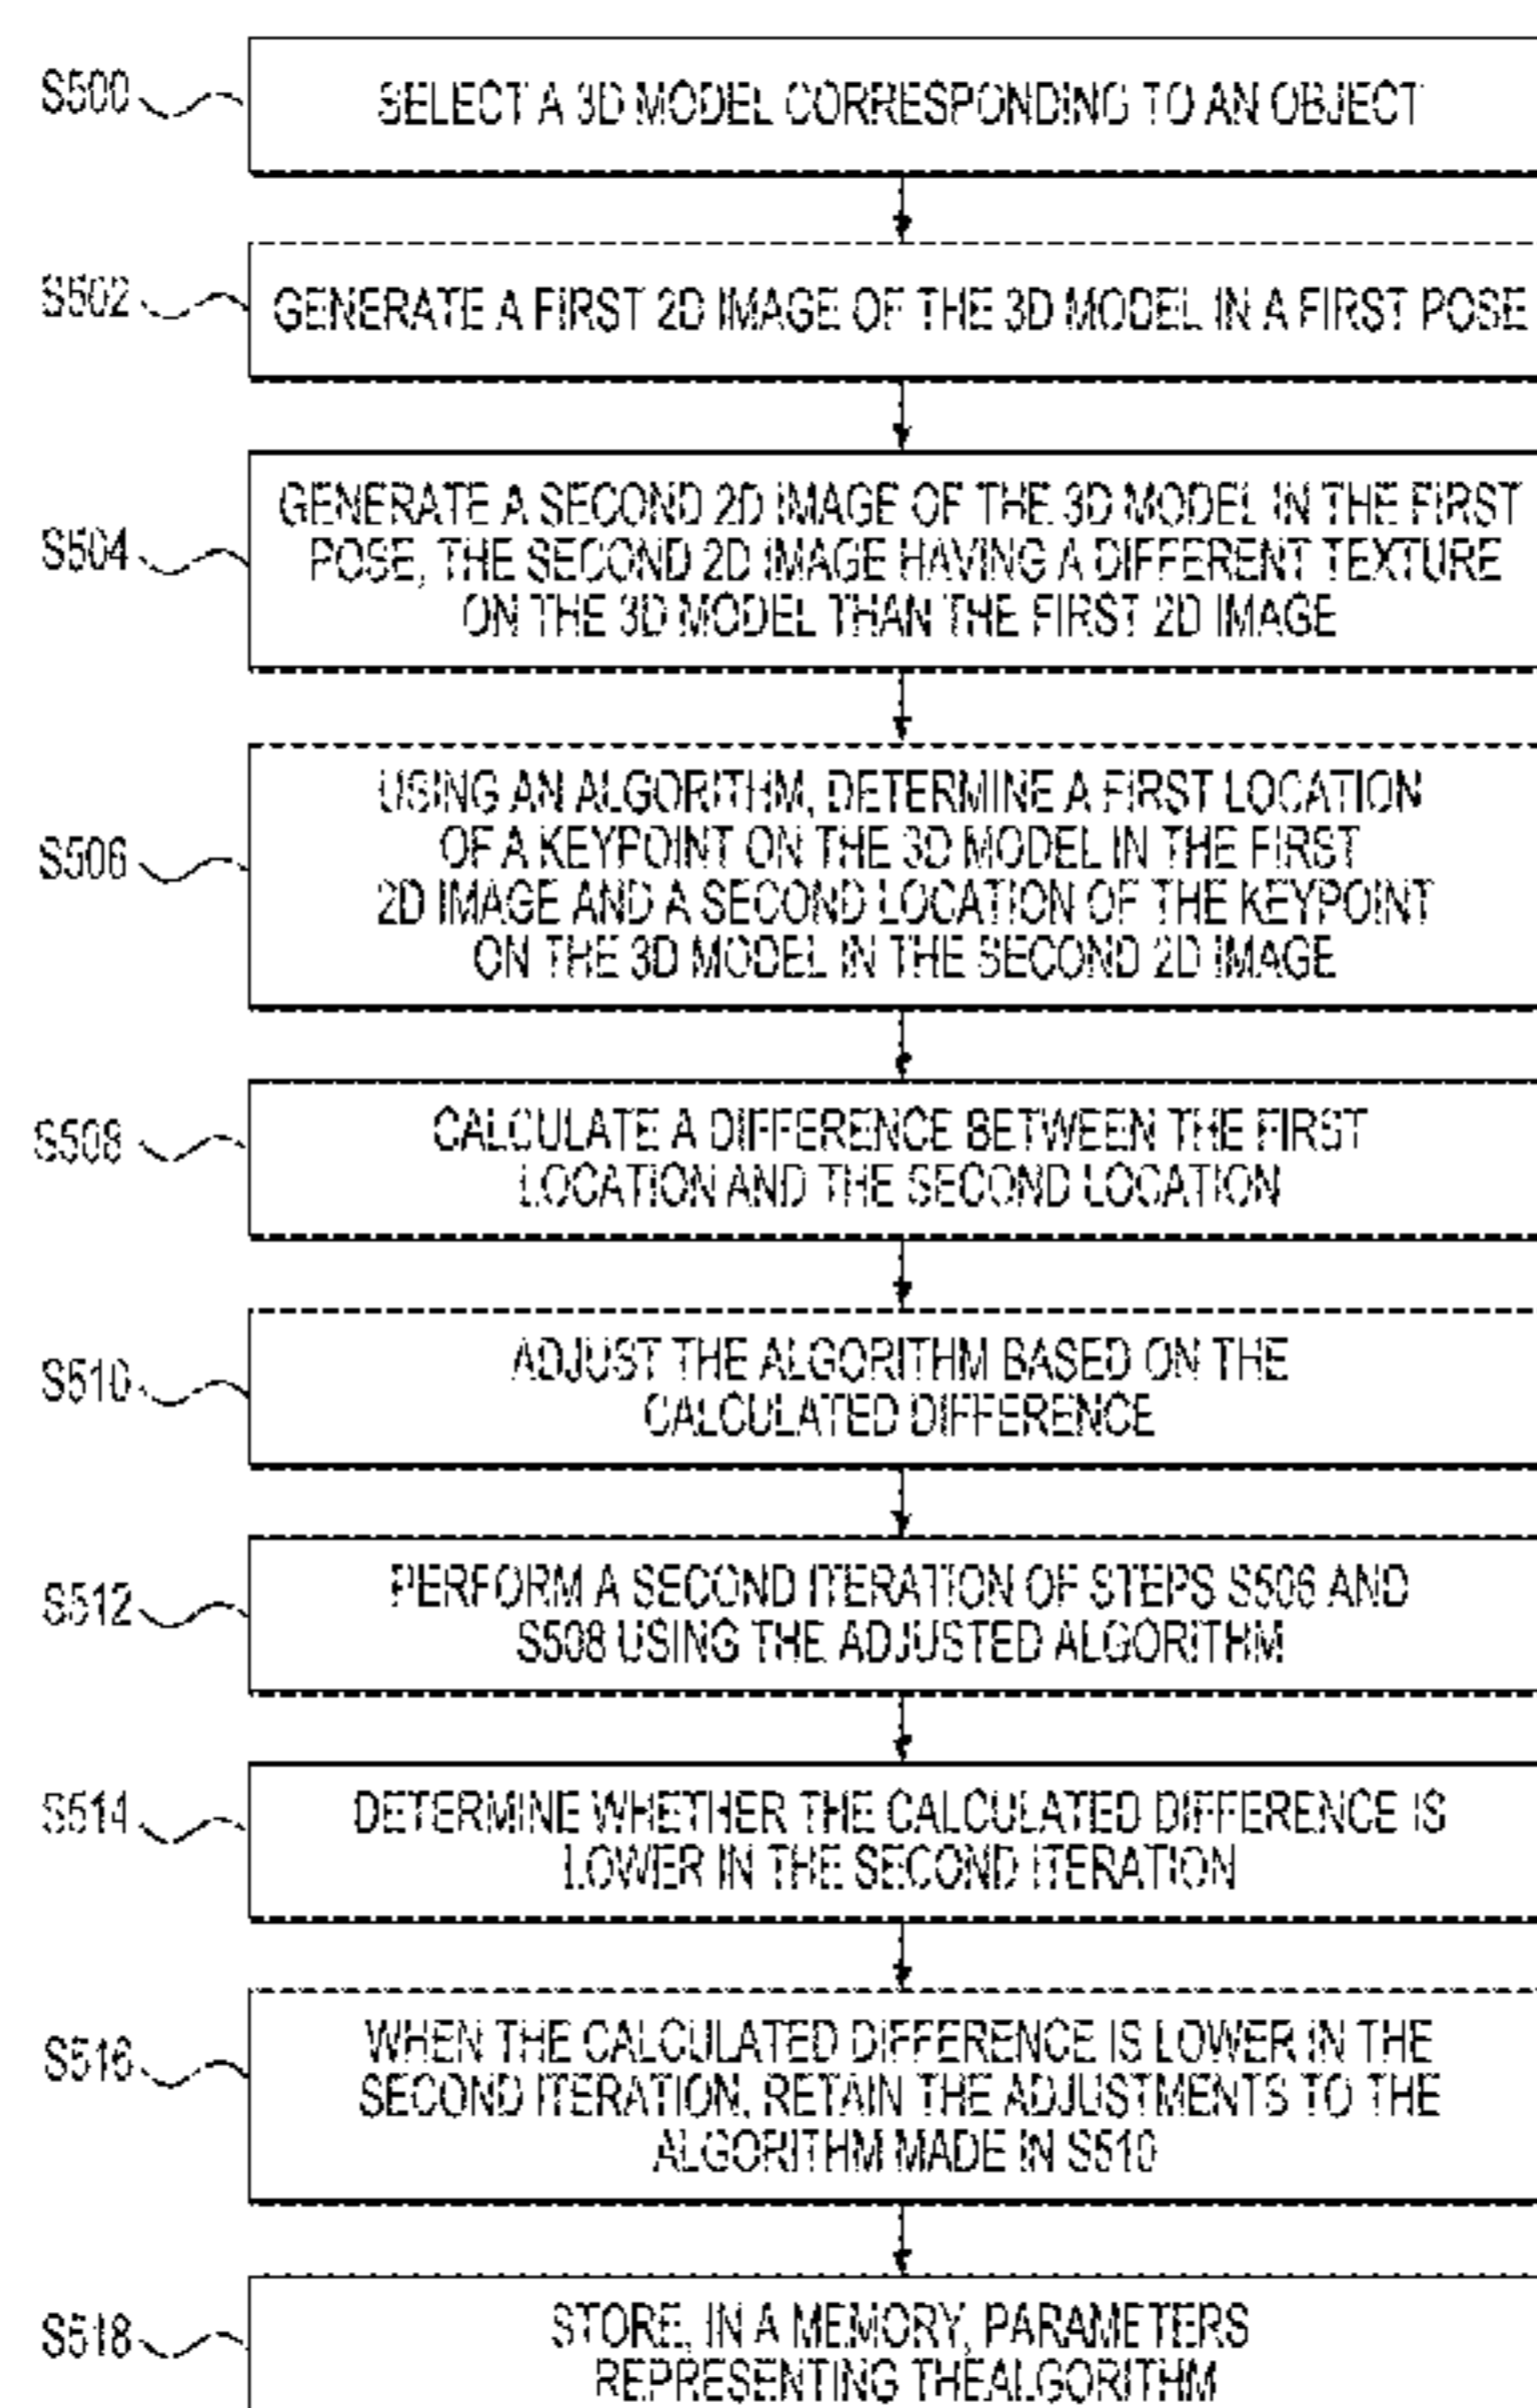 S500
SELECT A 3D MODEL CORRESPONDING TO AN OBJECT
S502
GENERATE A FIRST 2D IMAGE OF THE 3D MODEL IN A FIRST POSE
S504
GENERATE A SECOND 2D IMAGE OF THE 3D MODEL IN THE FIRST
POSE, THE SECOND 2D IMAGE HAVING A DIFFERENT TEXTURE
ON THE 3D MODEL THAN THE FIRST 2D IMAGE
S506
USING AN ALGORITHM, DETERMINE A FIRST LOCATION
OF A KEYPOINT ON THE 3D MODEL IN THE FIRST
2D IMAGE AND A SECOND LOCATION OF THE KEYPOINT
ON THE 3D MODEL IN THE SECOND 2D IMAGE
S508
CALCULATE A DIFFERENCE BETWEEN THE FIRST
LOCATION AND THE SECOND LOCATION
S510
ADJUST THE ALGORITHM BASED ON THE
CALCULATED DIFFERENCE
S512
PERFORM A SECOND ITERATION OF STEPS S506 AND
S508 USING THE ADJUSTED ALGORITHM
S514
DETERMINE WHETHER THE CALCULATED DIFFERENCE IS
LOWER IN THE SECOND ITERATION
S516
WHEN THE CALCULATED DIFFERENCE IS LOWER IN THE
SECOND ITERATION, RETAIN THE ADJUSTMENTS TO THE
ALGORITHM MADE IN S510
S518
STORE, IN A MEMORY, PARAMETERS
REPRESENTING THEALGORITHM